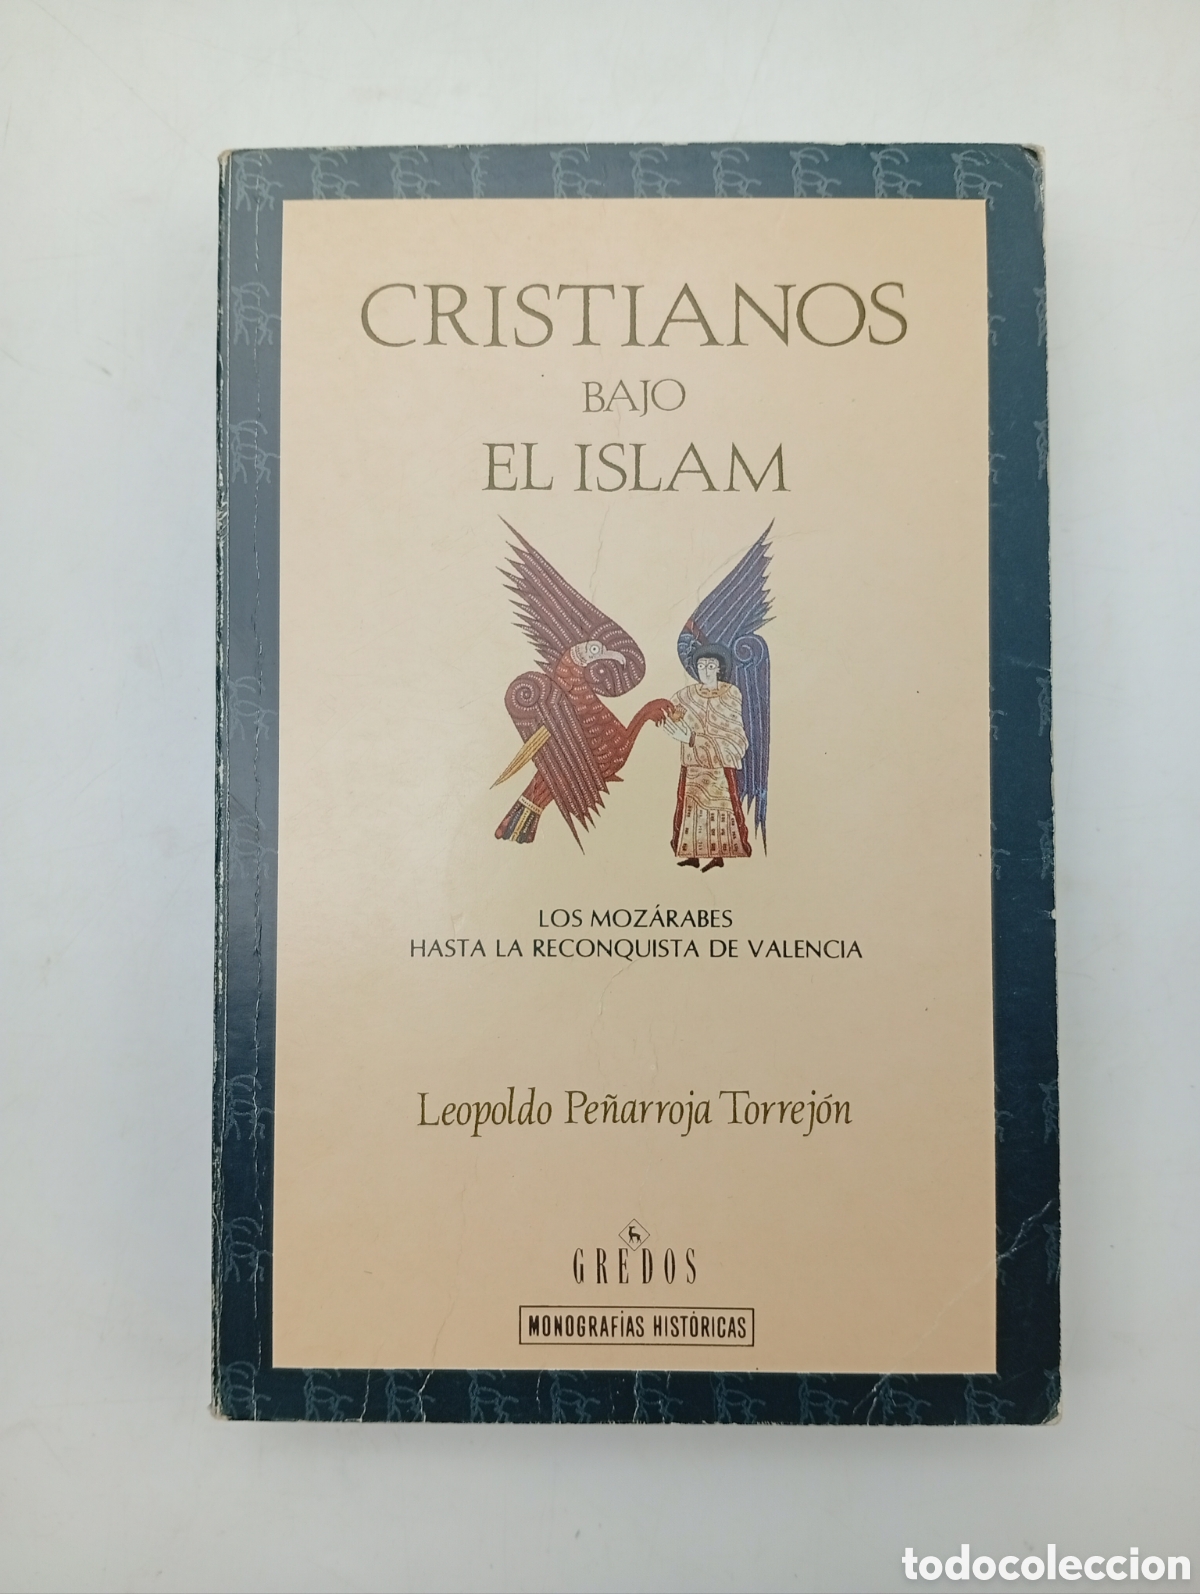 CRISTIANOS
BAJO
EL ISLAM
LOS MOZÁRABES
HASTA LA RECONQUISTA DE VALENCIA
Leopoldo Peñarroja Torrejón
GREDOS
MONOGRAFÍAS HISTÓRICAS
todocoleccion